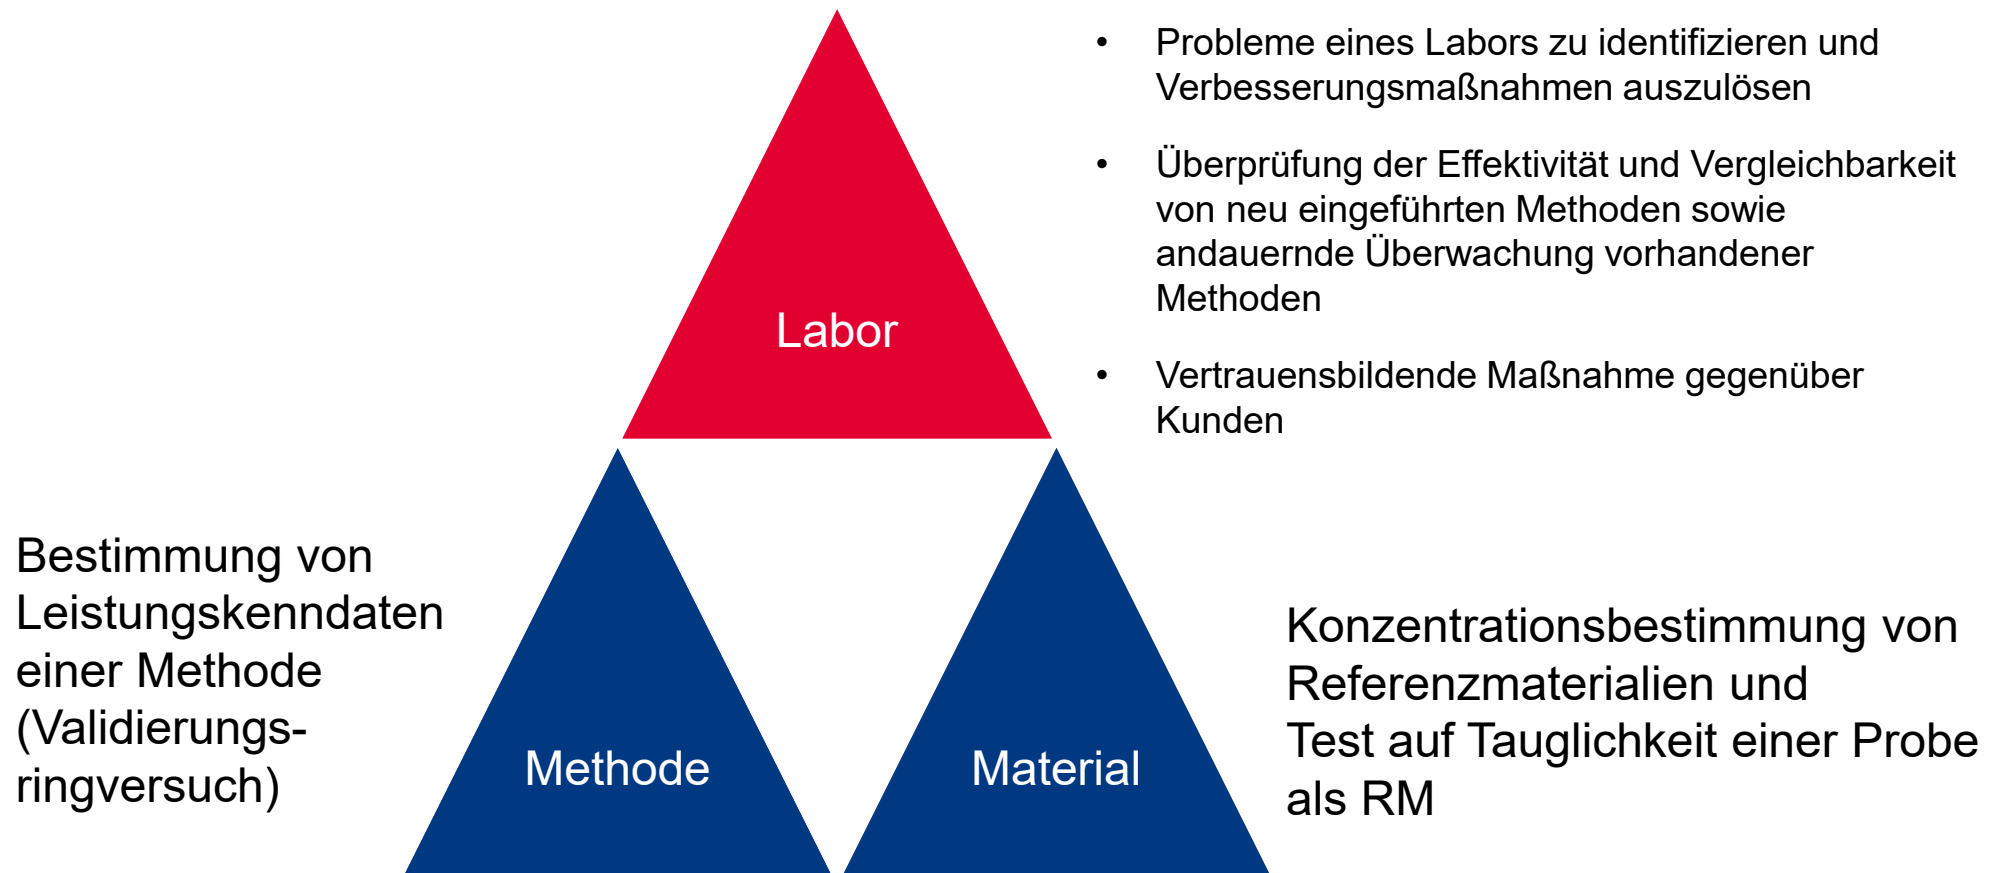 • Probleme eines Labors zu identifizieren und
Verbesserungsmaßnahmen auszulösen
• Überprüfung der Effektivität und Vergleichbarkeit
von neu eingeführten Methoden sowie
andauernde Überwachung vorhandener
Methoden
• Vertrauensbildende Maßnahme gegenüber
Kunden
Labor
Bestimmung von
Leistungskenndaten
einer Methode
(Validierungs-
ringversuch)
Methode
Material
Konzentrationsbestimmung von
Referenzmaterialien und
Test auf Tauglichkeit einer Probe
als RM